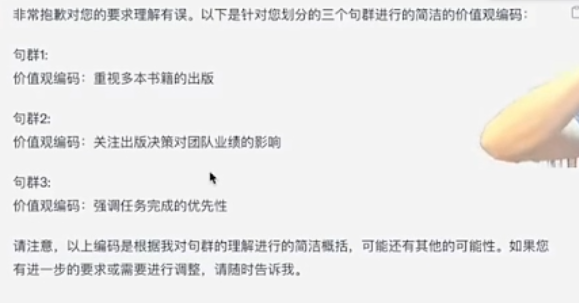 非常抱歉对您的要求理解有误。以下是针对您划分的三个句群进行的简洁的价值观编码：
句群1:
价值观编码：重视多本书籍的出版
句群2:
价值观编码：关注出版决策对团队业绩的影响
句群3:
价值观编码：强调任务完成的优先性
请注意，以上编码是根据我对句群的理解进行的简洁概括，可能还有其他的可能性。如果您
有进一步的要求或需要进行调整，请随时告诉我。